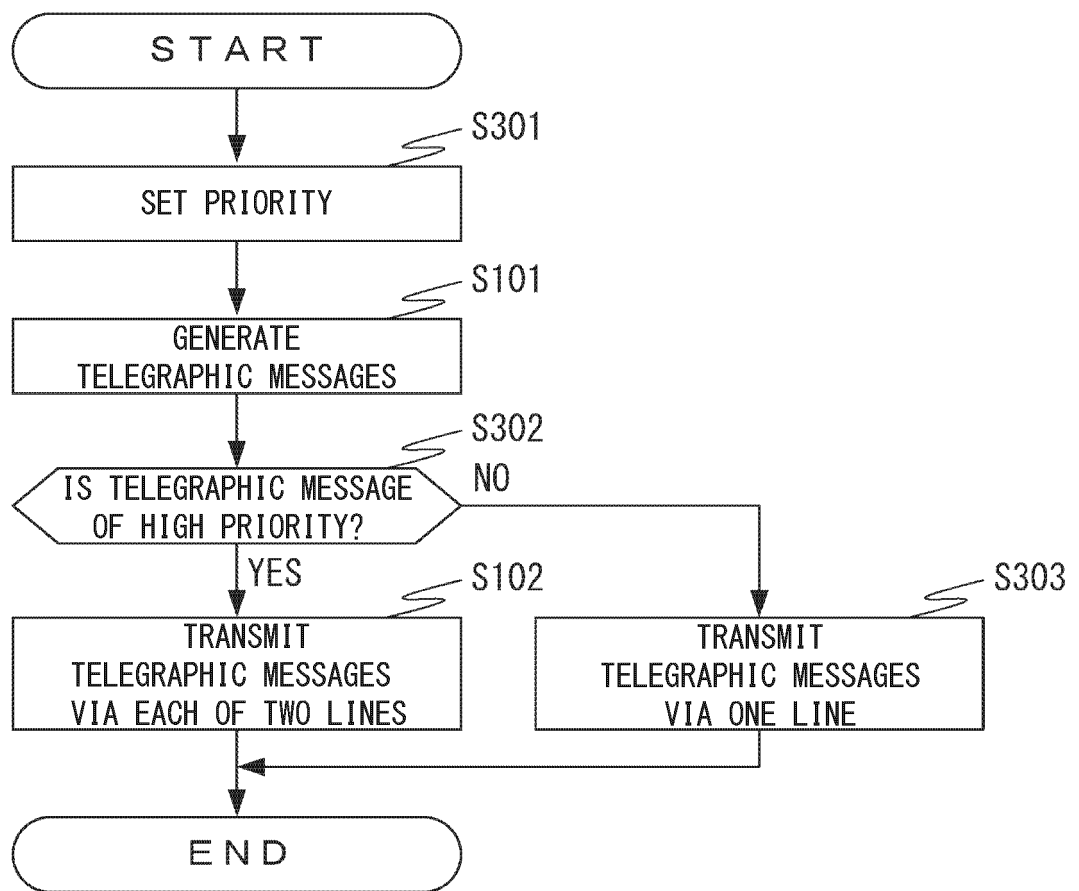 START
S301
SET PRIORITY
S101
GENERATE
TELEGRAPHIC MESSAGES
S302
IS TELEGRAPHIC MESSAGE
OF HIGH PRIORITY?
NO
YES
S102
TRANSMIT
TELEGRAPHIC MESSAGES
VIA EACH OF TWO LINES
S303
TRANSMIT
TELEGRAPHIC MESSAGES
VIA ONE LINE
END